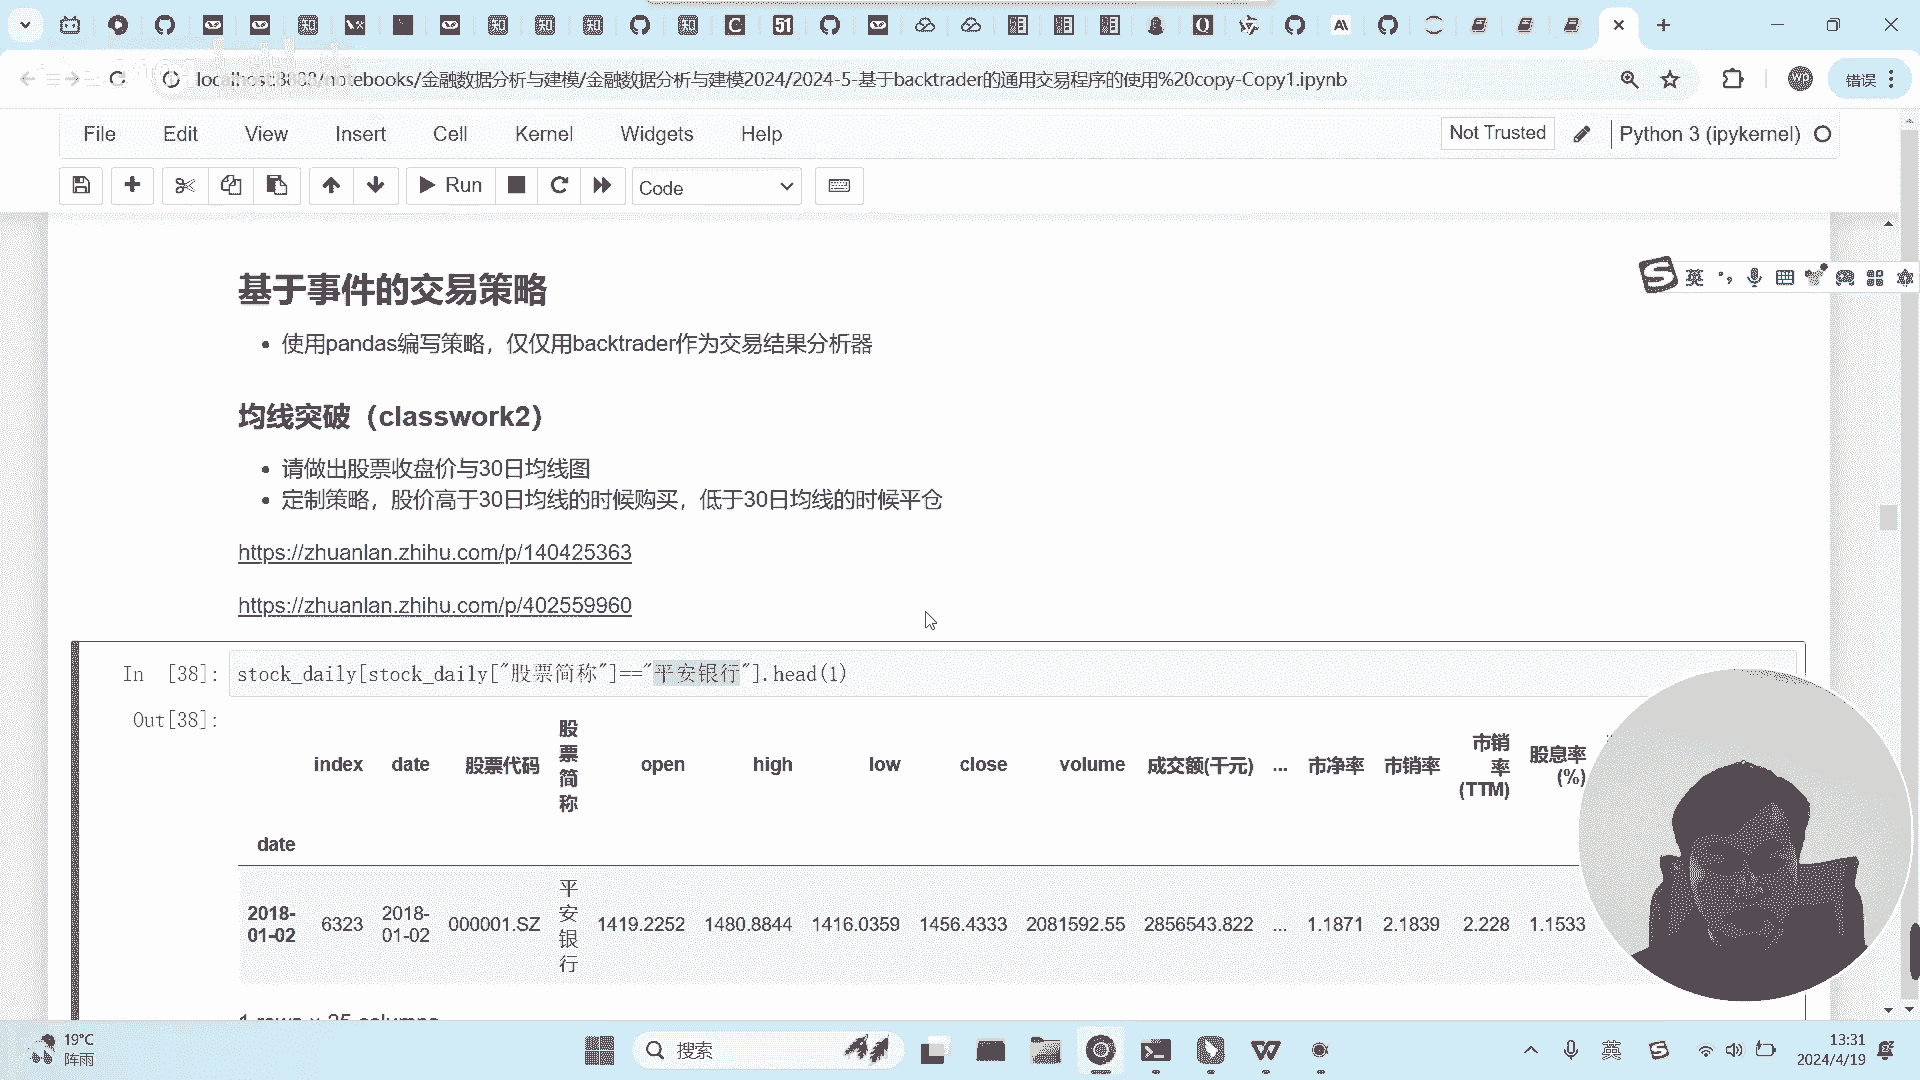 localhost:8888/notebooks/金融数据分析与建模/金融数据分析与建模2024/2024-5-基于backtrader的通用交易程序的使用%20copy-Copy1.ipynb
错误
File Edit View Insert Cell Kernel Widgets Help
Not Trusted
Python 3 (ipykernel)
Run
Code
基于事件的交易策略
英
使用pandas编写策略，仅仅用backtrader作为交易结果分析器
均线突破（classwork2）
请做出股票收盘价与30日均线图
定制策略，股价高于30日均线的时候购买，低于30日均线的时候平仓
https://zhuanlan.zhihu.com/p/140425363
https://zhuanlan.zhihu.com/p/402559960
In [38]: stock_daily[stock_daily["股票简称"]=="平安银行"].head(1)
Out[38]:
index date 股票代码 股票简称 open high low close volume 成交额(千元) ... 市净率 市销率 市销率(TTM) 股息率(%)
date
2018-01-02 6323 2018-01-02 000001.SZ 平安银行 1419.2252 1480.8844 1416.0359 1456.4333 2081592.55 2856543.822 ... 1.1871 2.1839 2.228 1.1533
1 rows × 25 columns
19°C
阵雨
搜索
英
13:31
2024/4/19